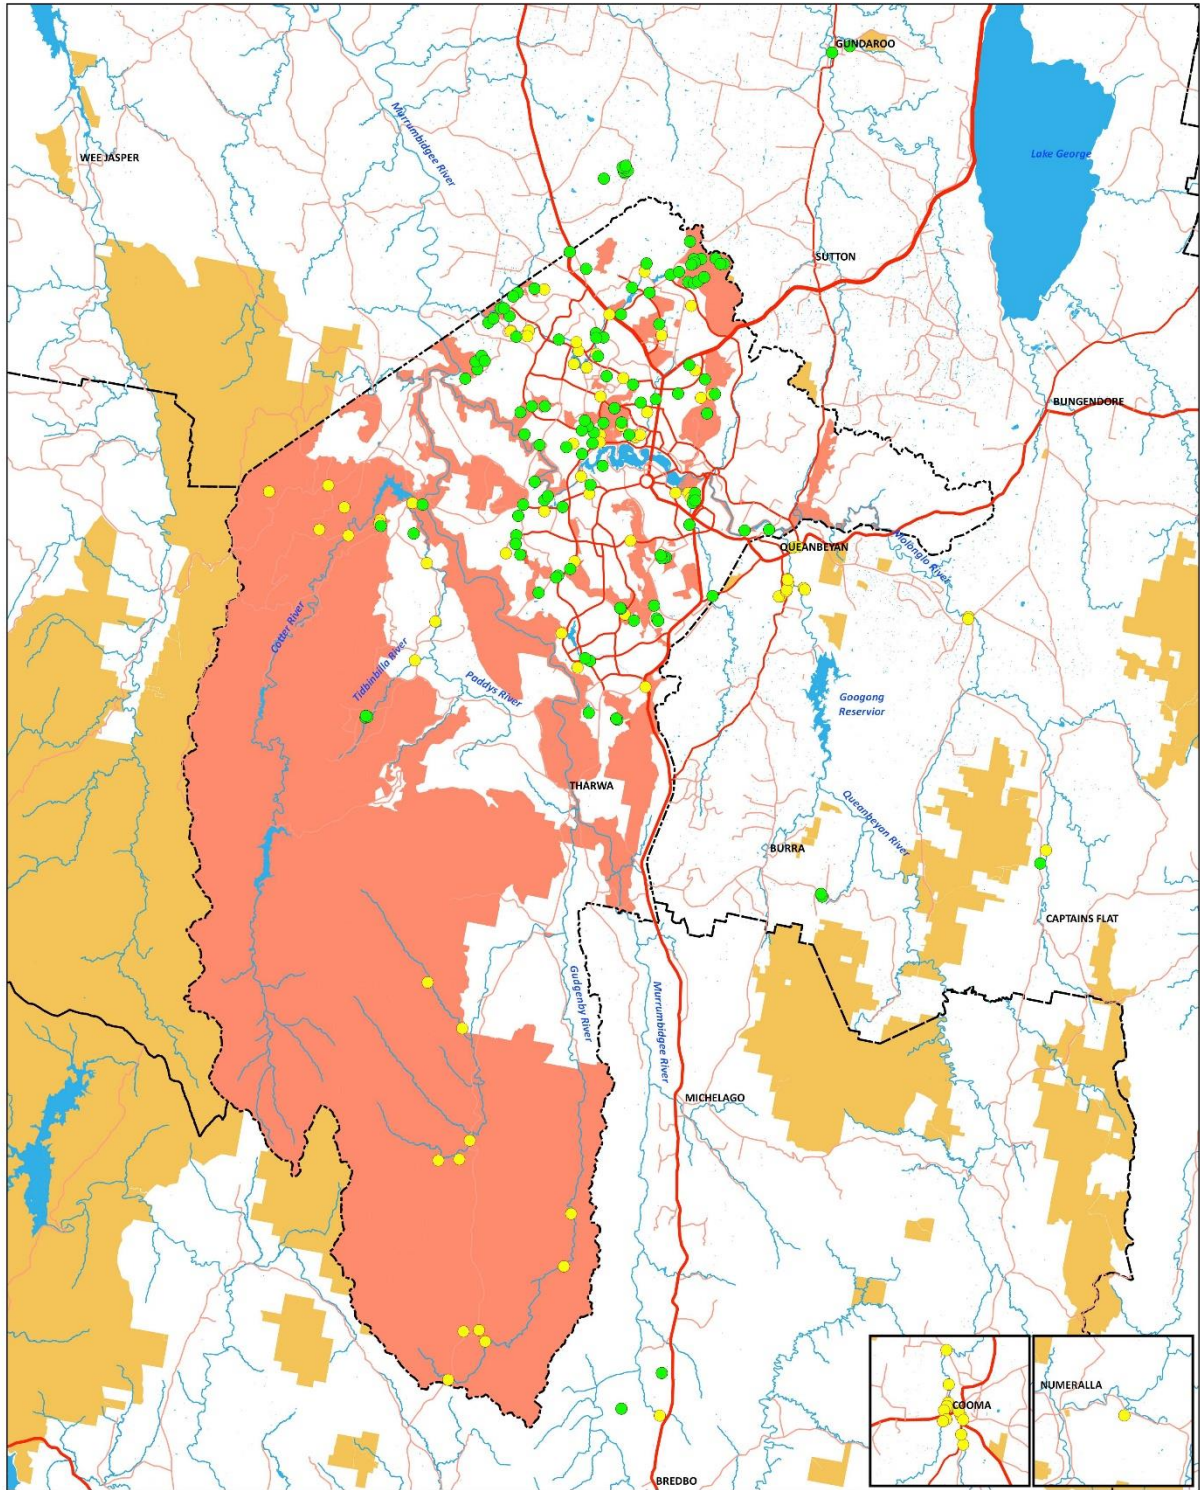 GUNDAROO
Murrumbidgee River
WEE JASPER
Lake George
SUTTON
BUNGENDORE
QUEANBEYAN
Molonglo River
Cotter River
Tidbinbilla River
Paddys River
Googong
Reservior
THARWA
Queanbeyan River
BURRA
CAPTAINS FLAT
Gudgenby River
Murrumbidgee River
MICHELAGO
NUMERALLA
COOMA
BREDBO